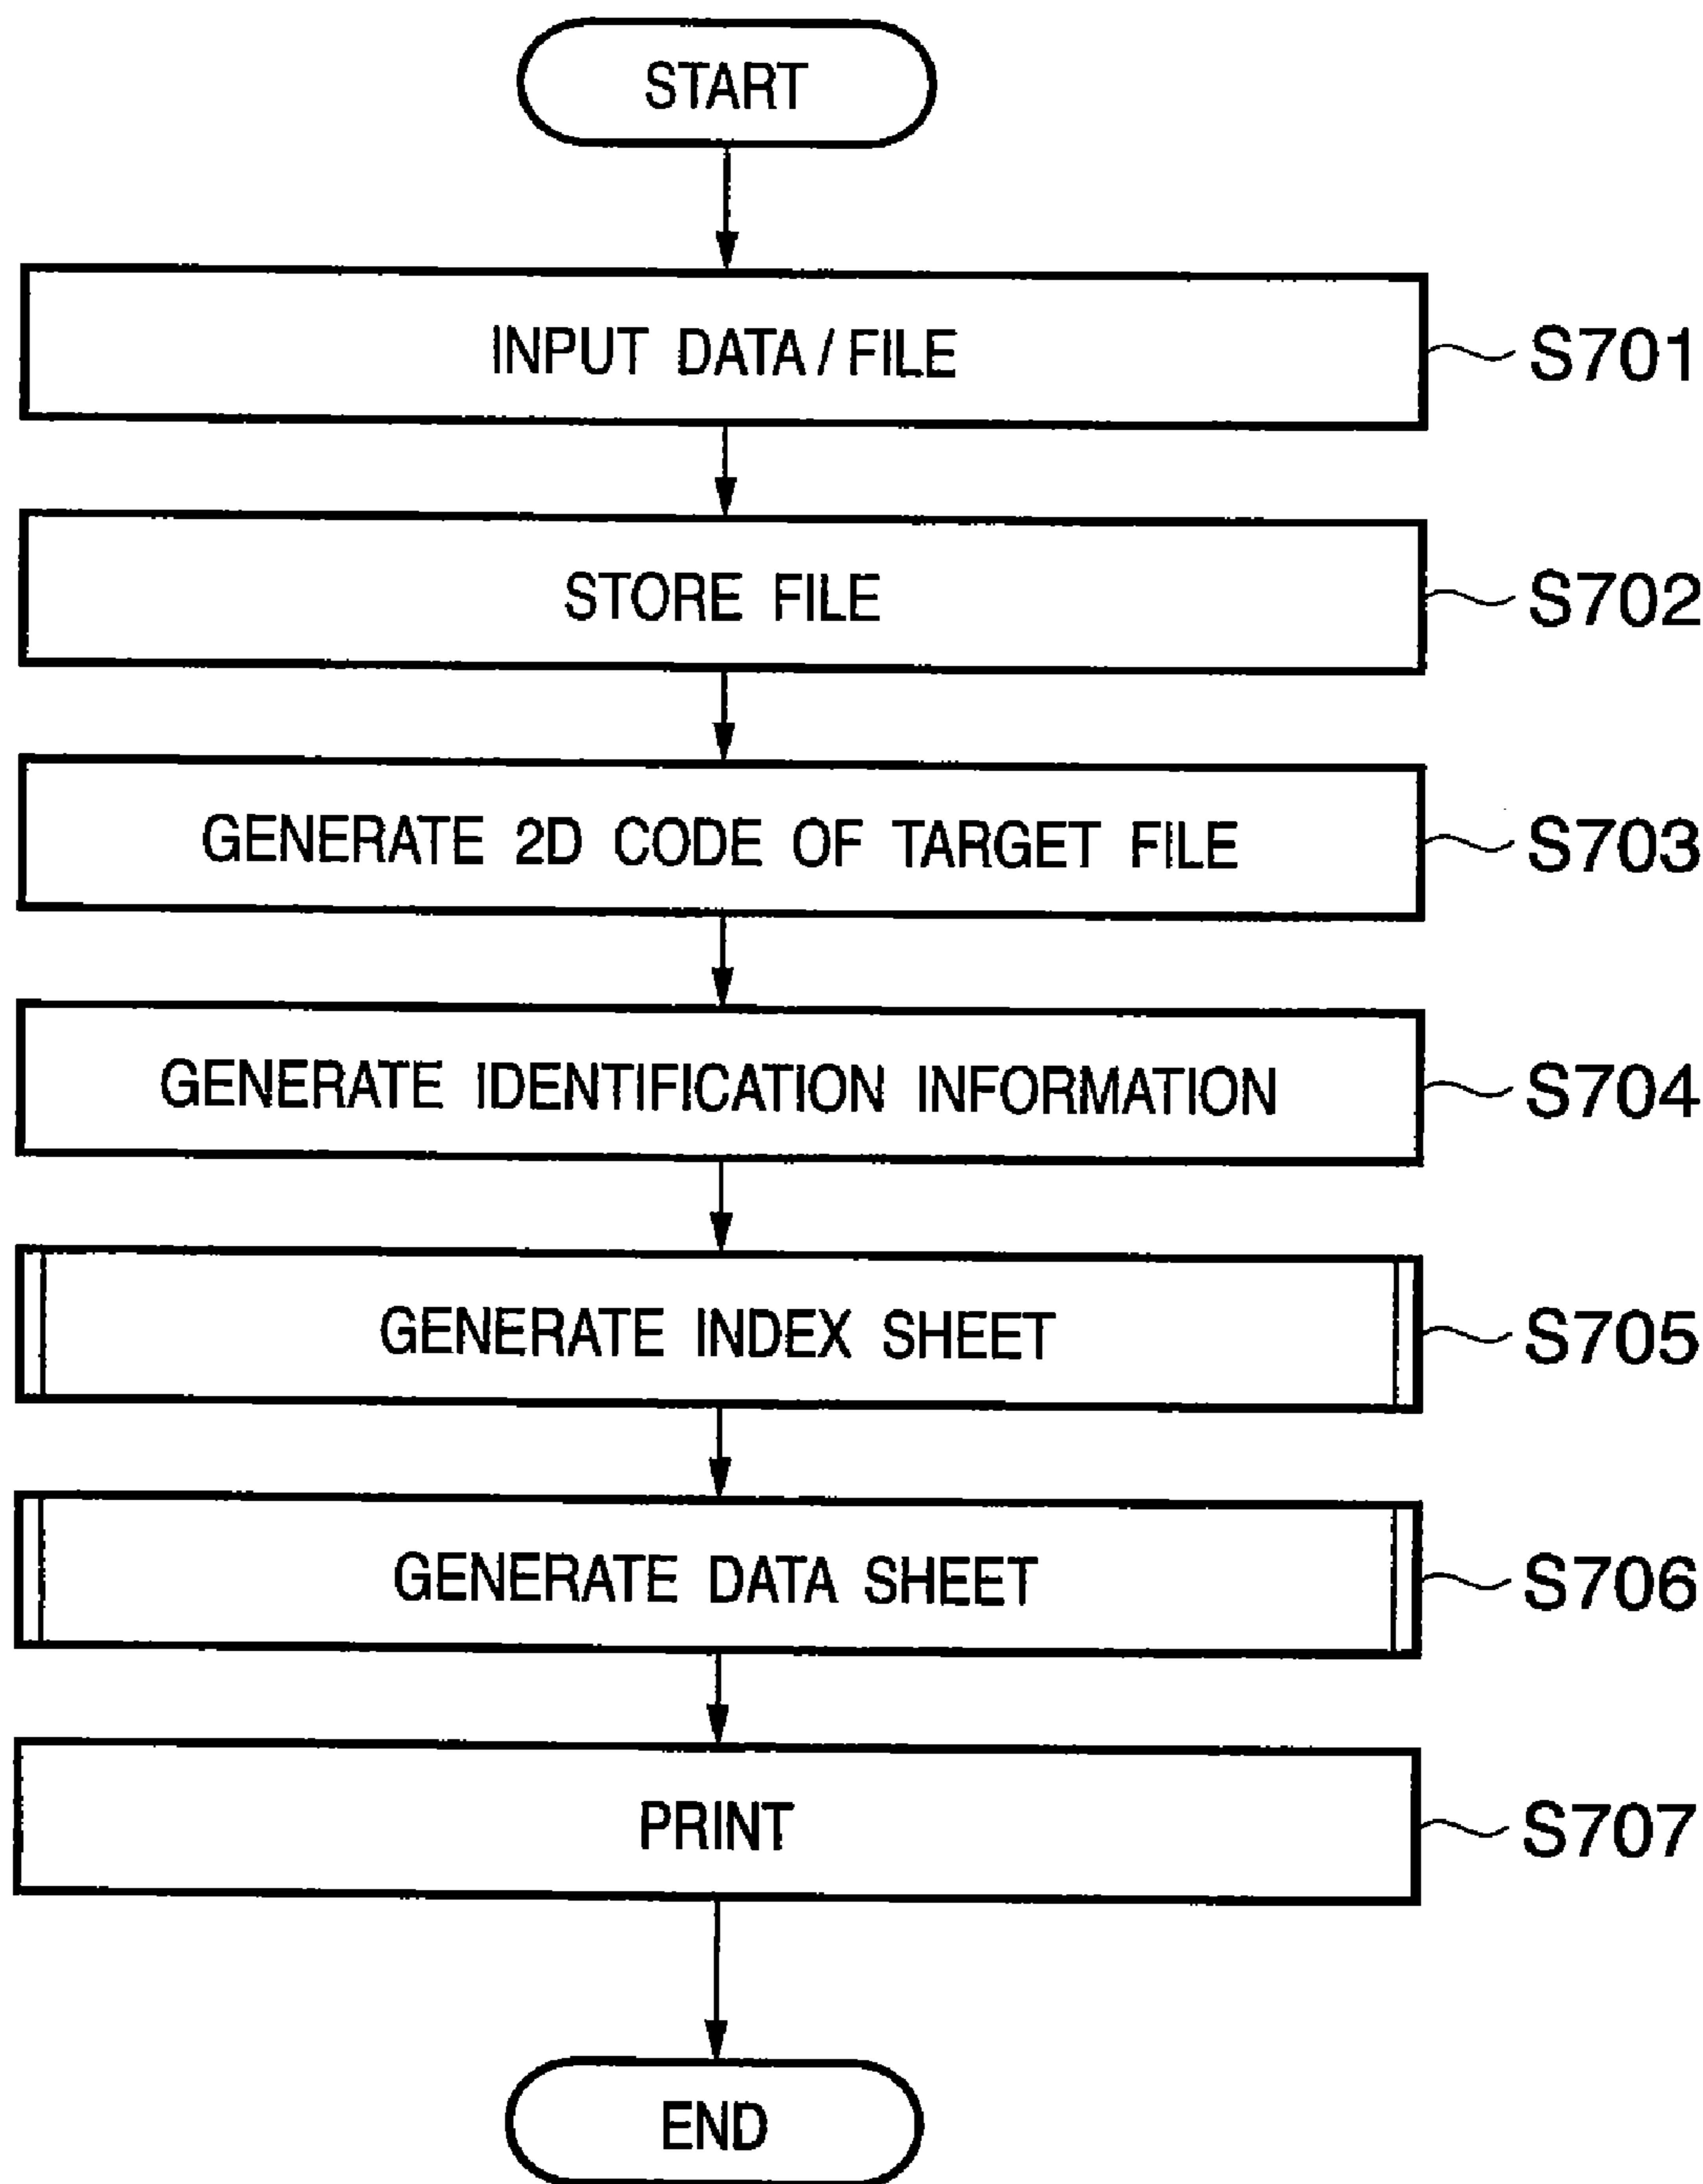 START
INPUT DATA / FILE S701
STORE FILE S702
GENERATE 2D CODE OF TARGET FILE S703
GENERATE IDENTIFICATION INFORMATION S704
GENERATE INDEX SHEET S705
GENERATE DATA SHEET S706
PRINT S707
END